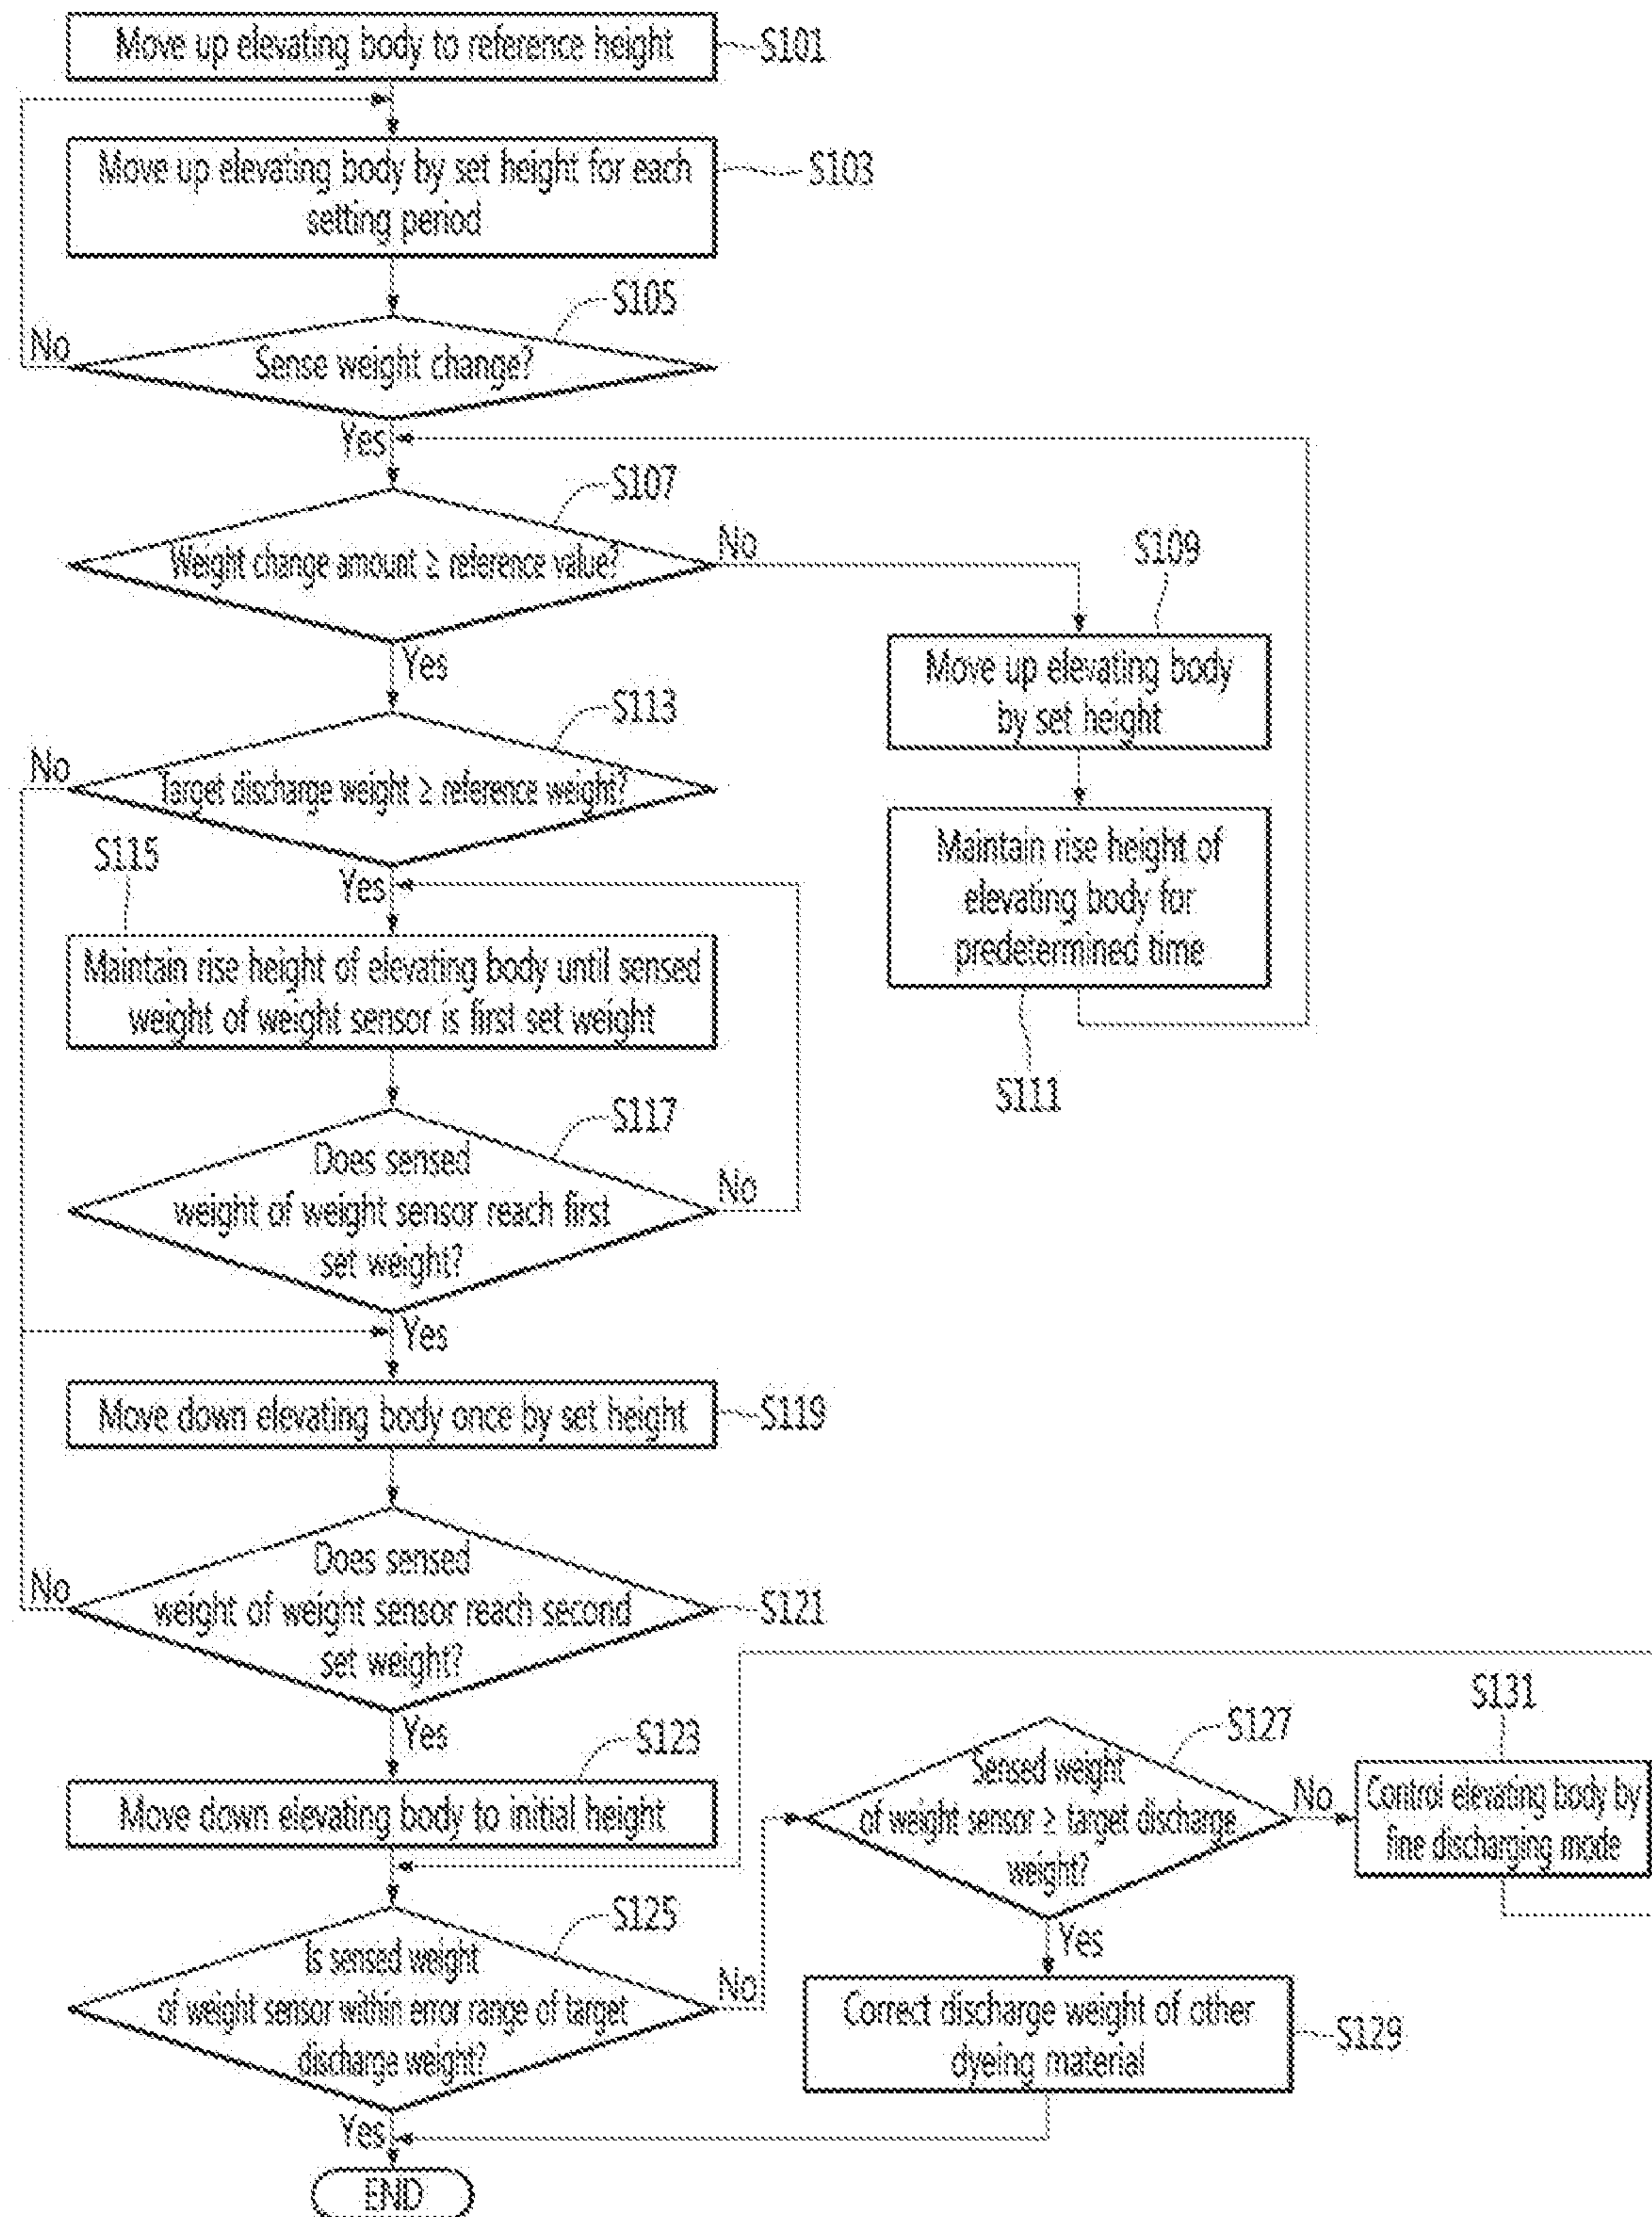 Move up elevating body to reference height
S101
Move up elevating body by set height for each
setting period
S103
S105
Sense weight change?
No
Yes
S107
Weight change amount ≥ reference value?
No
Yes
S109
Move up elevating body
by set height
Maintain rise height of
elevating body for
predetermined time
S111
S113
Target discharge weight ≥ reference weight?
No
Yes
S115
Maintain rise height of elevating body until sensed
weight of weight sensor is first set weight
S117
Does sensed
weight of weight sensor reach first
set weight?
No
Yes
Move down elevating body once by set height
S119
Does sensed
weight of weight sensor reach second
set weight?
S121
No
Yes
S123
Move down elevating body to initial height
S125
Is sensed weight
of weight sensor within error range of target
discharge weight?
No
Yes
S127
Sensed weight
of weight sensor ≥ target discharge
weight?
No
Yes
S131
Control elevating body by
fine discharging mode
Correct discharge weight of other
dyeing material
S129
END